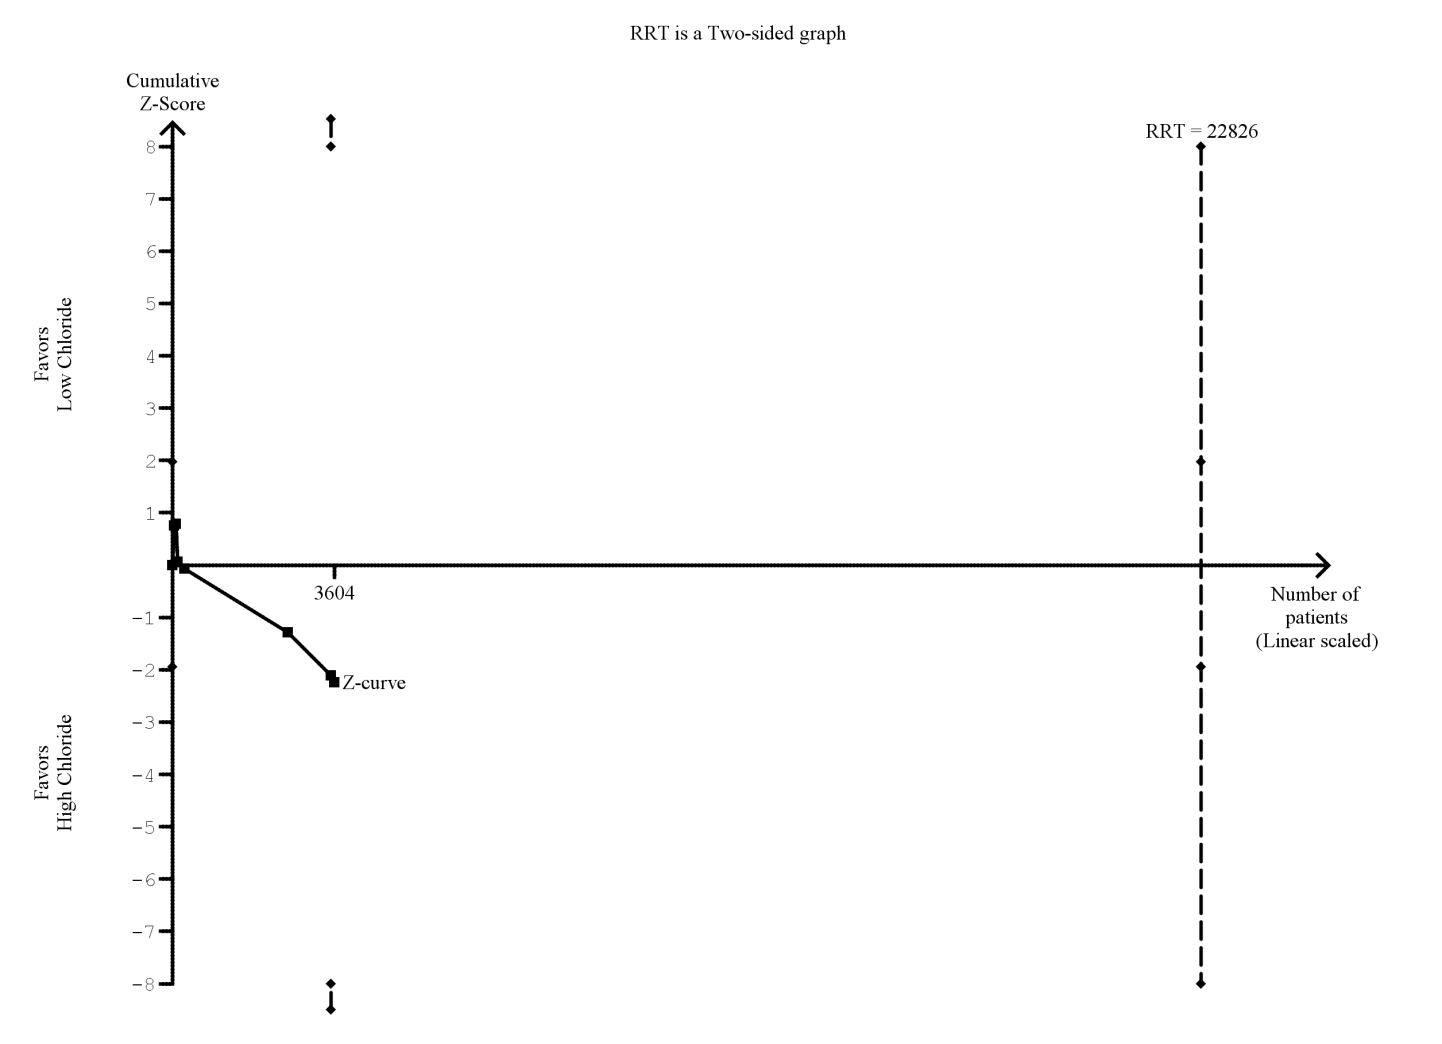 RRT is a Two-sided graph
Cumulative
Z-Score
RRT = 22826
8
7
6
5
4
3
2
1
-1
-2
-3
-4
-5
-6
-7
-8
Favors
Low Chloride
Favors
High Chloride
3604
Z-curve
Number of
patients
(Linear scaled)